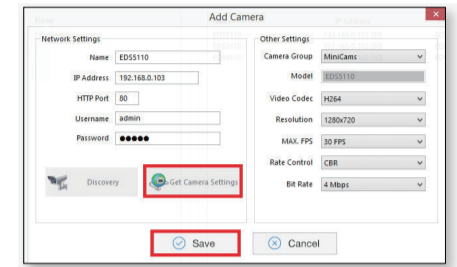 Add Camera
Network Settings
Name EDS5110
IP Address 192.168.0.103
HTTP Port 80
Username admin
Password ●●●●●
Discovery
Get Camera Settings
Other Settings
Camera Group MiniCams
Model EDS5110
Video Codec H264
Resolution 1280x720
MAX. FPS 30 FPS
Rate Control CBR
Bit Rate 4 Mbps
Save
Cancel